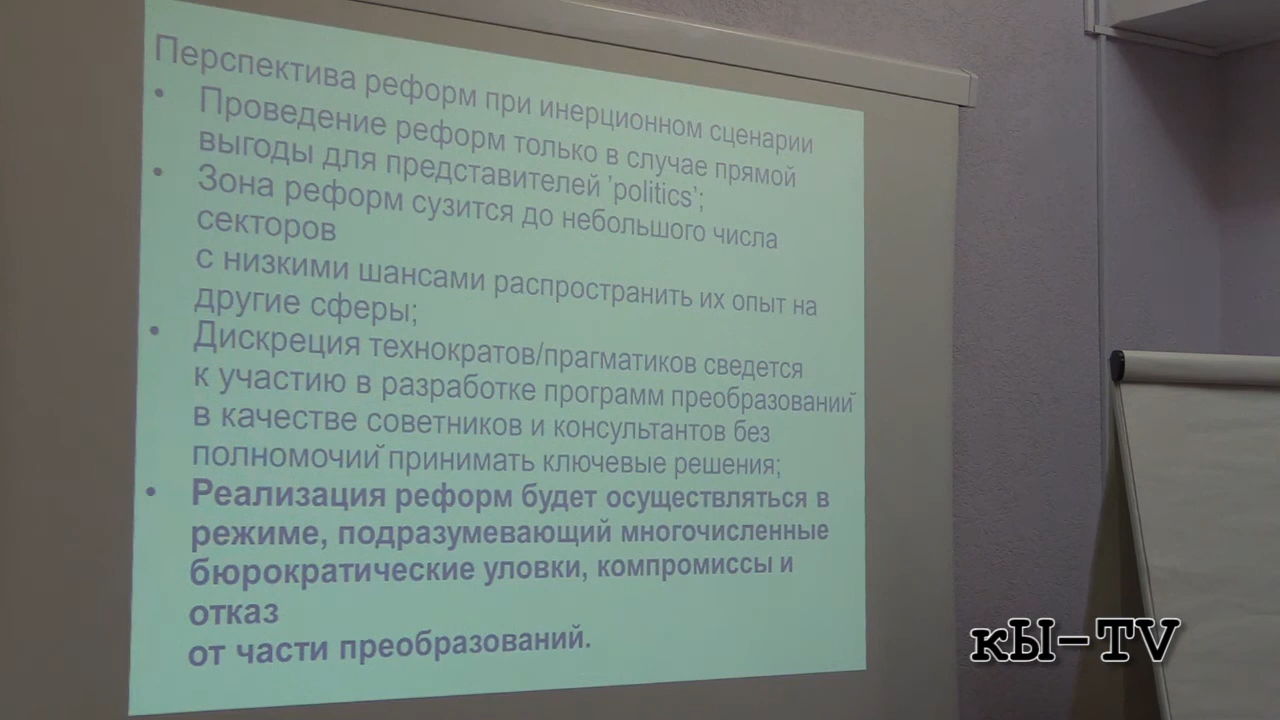 Перспектива реформ при инерционном сценарии
• Проведение реформ только в случае прямой
выгоды для представителей 'politics';
• Зона реформ сузится до небольшого числа
секторов
с низкими шансами распространить их опыт на
другие сферы;
• Дискреция технократов/прагматиков сведется
к участию в разработке программ преобразований
в качестве советников и консультантов без
полномочий принимать ключевые решения;
• Реализация реформ будет осуществляться в
режиме, подразумевающий многочисленные
бюрократические уловки, компромиссы и
отказ
от части преобразований.
кЫ-TV